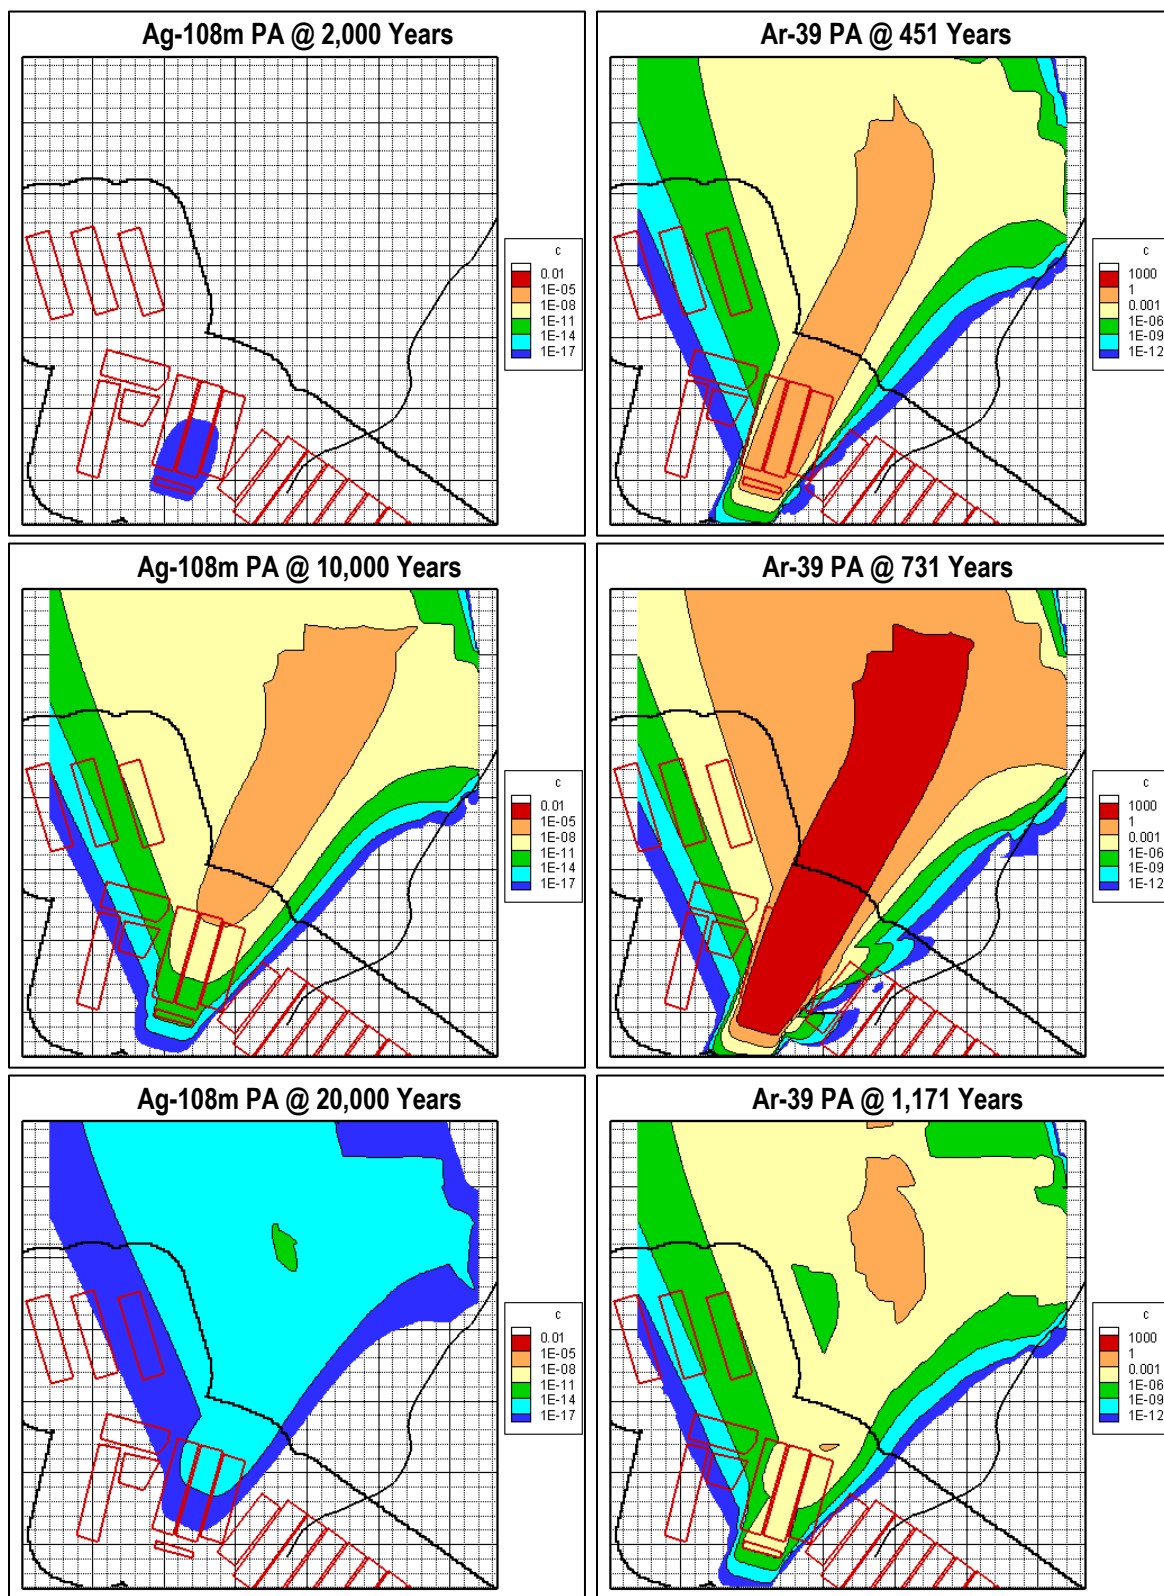 Ag-108m PA @ 2,000 Years
c
0.01
1E-05
1E-08
1E-11
1E-14
1E-17
Ar-39 PA @ 451 Years
c
1000
1
0.001
1E-06
1E-09
1E-12
Ag-108m PA @ 10,000 Years
c
0.01
1E-05
1E-08
1E-11
1E-14
1E-17
Ar-39 PA @ 731 Years
c
1000
1
0.001
1E-06
1E-09
1E-12
Ag-108m PA @ 20,000 Years
c
0.01
1E-05
1E-08
1E-11
1E-14
1E-17
Ar-39 PA @ 1,171 Years
c
1000
1
0.001
1E-06
1E-09
1E-12